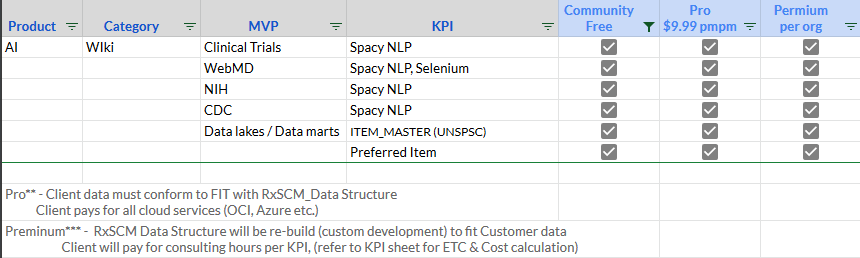 Product Category MVP KPI Community Free Pro $9.99 pmpm Permium per org
AI WIki Clinical Trials Spacy NLP
WebMD Spacy NLP, Selenium
NIH Spacy NLP
CDC Spacy NLP
Data lakes / Data marts ITEM_MASTER (UNSPSC)
Preferred Item
Pro** - Client data must conform to FIT with RxSCM_Data Structure
Client pays for all cloud services (OCI, Azure etc.)
Preminum*** - RxSCM Data Structure will be re-build (custom development) to fit Customer data
Client will pay for consulting hours per KPI, (refer to KPI sheet for ETC & Cost calculation)